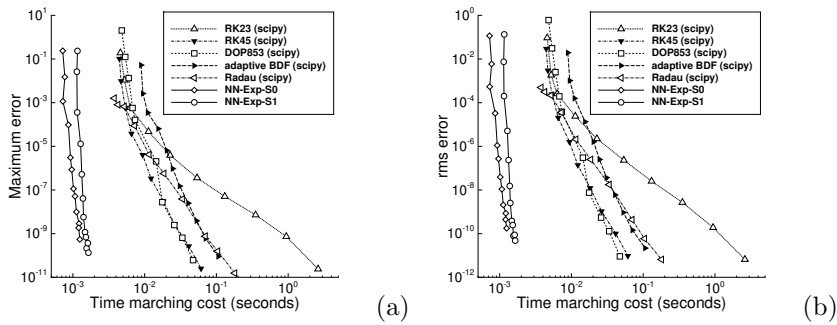 RK23 (scipy)
RK45 (scipy)
DOP853 (scipy)
adaptive BDF (scipy)
Radau (scipy)
NN-Exp-S0
NN-Exp-S1
10^1
10^-1
10^-3
10^-5
10^-7
10^-9
10^-11
Maximum error
10^-3 10^-2 10^-1 10^0
Time marching cost (seconds)
(a)
RK23 (scipy)
RK45 (scipy)
DOP853 (scipy)
adaptive BDF (scipy)
Radau (scipy)
NN-Exp-S0
NN-Exp-S1
10^0
10^-2
10^-4
10^-6
10^-8
10^-10
10^-12
rms error
10^-3 10^-2 10^-1 10^0
Time marching cost (seconds)
(b)